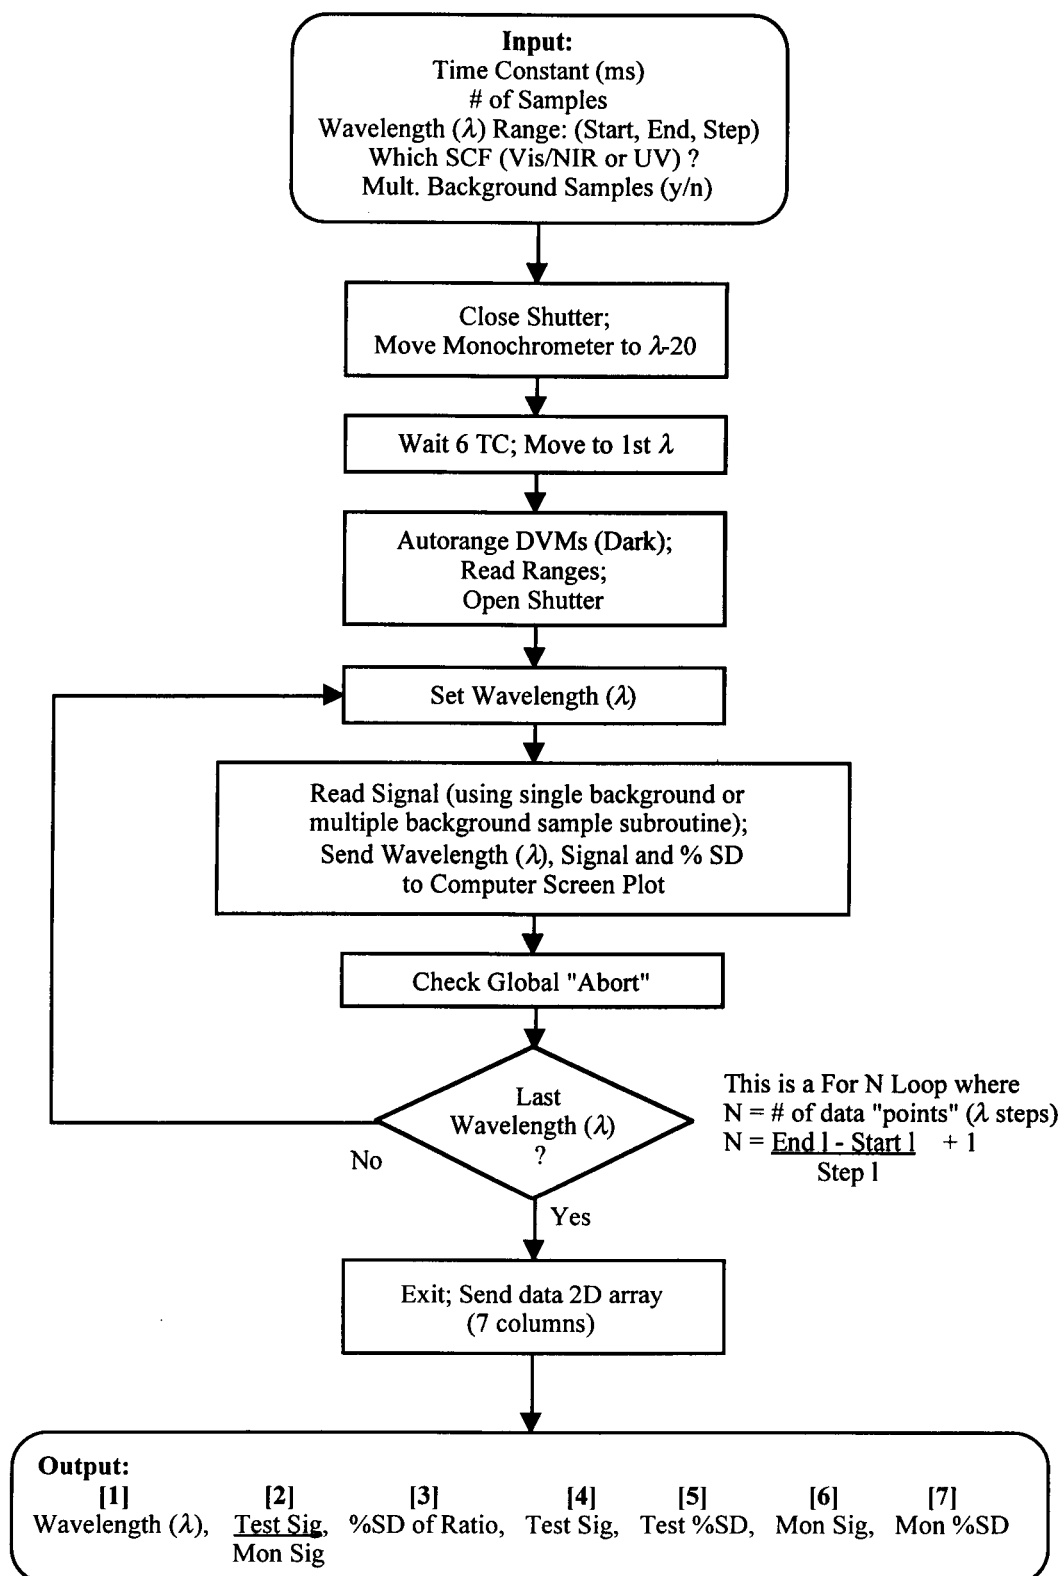 Input:
Time Constant (ms)
# of Samples
Wavelength (λ) Range: (Start, End, Step)
Which SCF (Vis/NIR or UV) ?
Mult. Background Samples (y/n)
Close Shutter;
Move Monochrometer to λ-20
Wait 6 TC; Move to 1st λ
Autorange DVMs (Dark);
Read Ranges;
Open Shutter
Set Wavelength (λ)
Read Signal (using single background or
multiple background sample subroutine);
Send Wavelength (λ), Signal and % SD
to Computer Screen Plot
Check Global "Abort"
Last
Wavelength (λ)
?
No
Yes
This is a For N Loop where
N = # of data "points" (λ steps)
N = End l - Start l + 1
Step l
Exit; Send data 2D array
(7 columns)
Output:
[1] [2] [3] [4] [5] [6] [7]
Wavelength (λ), Test Sig, %SD of Ratio, Test Sig, Test %SD, Mon Sig, Mon %SD
Mon Sig